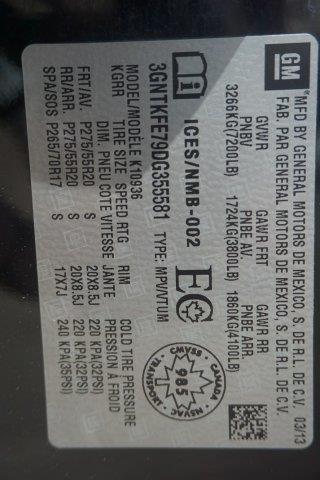 GM
MFD BY GENERAL MOTORS DE MEXICO, S. DE R.L. DE C.V. 03/13
FAB. PAR GENERAL MOTORS DE MEXICO, S. DE R.L. DE C.V.
GVWR GAWR FRT GAWR RR
PNBV PNBE AV. PNBE ARR.
3266KG(7200LB) 1724KG(3800LB) 1860KG(4100LB)
ICES/NMB-002 EC
3GNTKFE79DG355581 TYPE: MPV/VTUM
MODEL/MODÈLE K10936
KGRR TIRE SIZE SPEED RTG RIM COLD TIRE PRESSURE
DIM. PNEU COTE VITESSE JANTE PRESSION A FROID
FRT/AV. P275/55R20 S 20X8.5J 220 KPA(32PSI)
RR/ARR. P275/55R20 S 20X8.5J 220 KPA(32PSI)
SPA/SOS P265/70R17 S 17X7J 240 KPA(35PSI)
CANADA
CMVSS
985
NSVAC
TRANSPORT